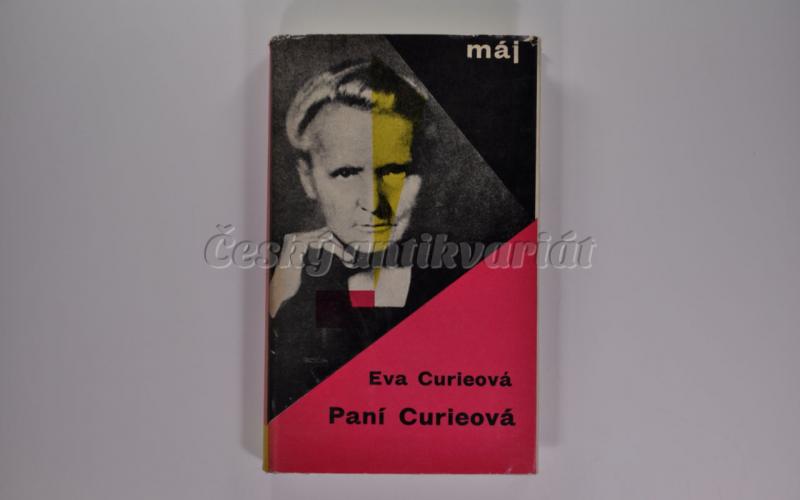 máj
Český antikvariát
Eva Curieová
Paní Curieová